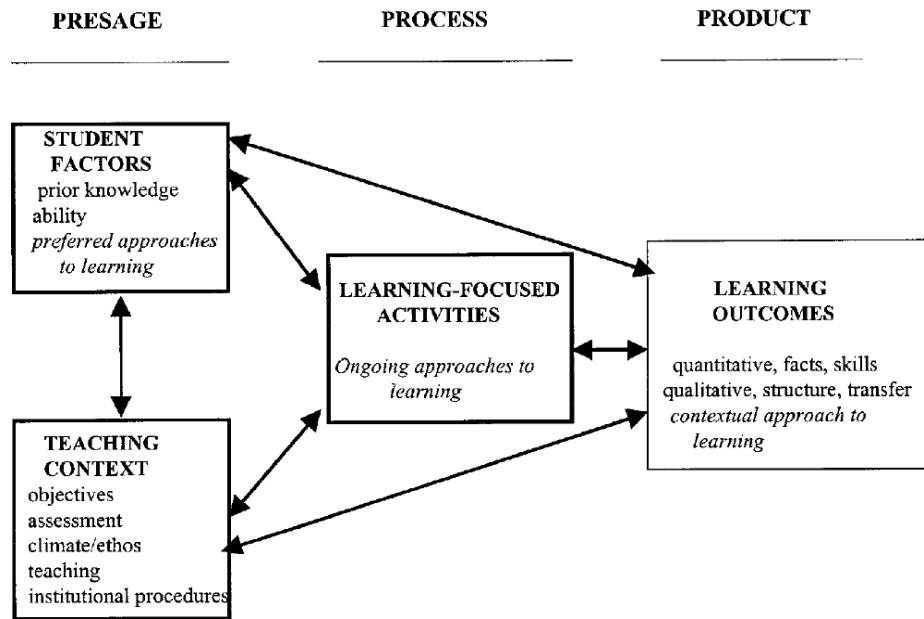 PRESAGE
PROCESS
PRODUCT
STUDENT
FACTORS
prior knowledge
ability
preferred approaches
to learning
TEACHING
CONTEXT
objectives
assessment
climate/ethos
teaching
institutional procedures
LEARNING-FOCUSED
ACTIVITIES
Ongoing approaches to
learning
LEARNING
OUTCOMES
quantitative, facts, skills
qualitative, structure, transfer
contextual approach to
learning